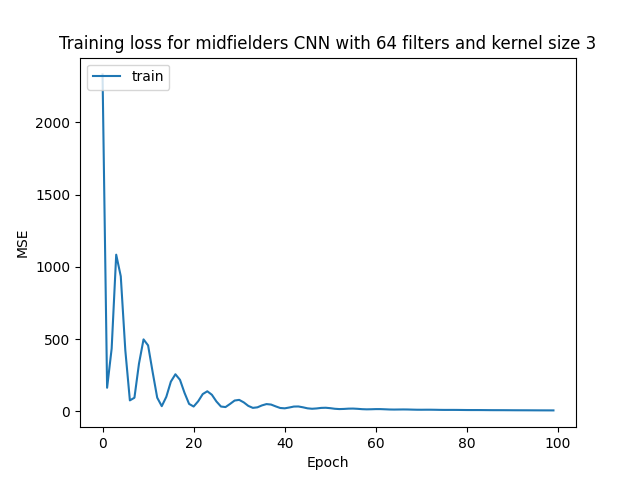 Training loss for midfielders CNN with 64 filters and kernel size 3
train
2000
1500
1000
500
0
MSE
0 20 40 60 80 100
Epoch